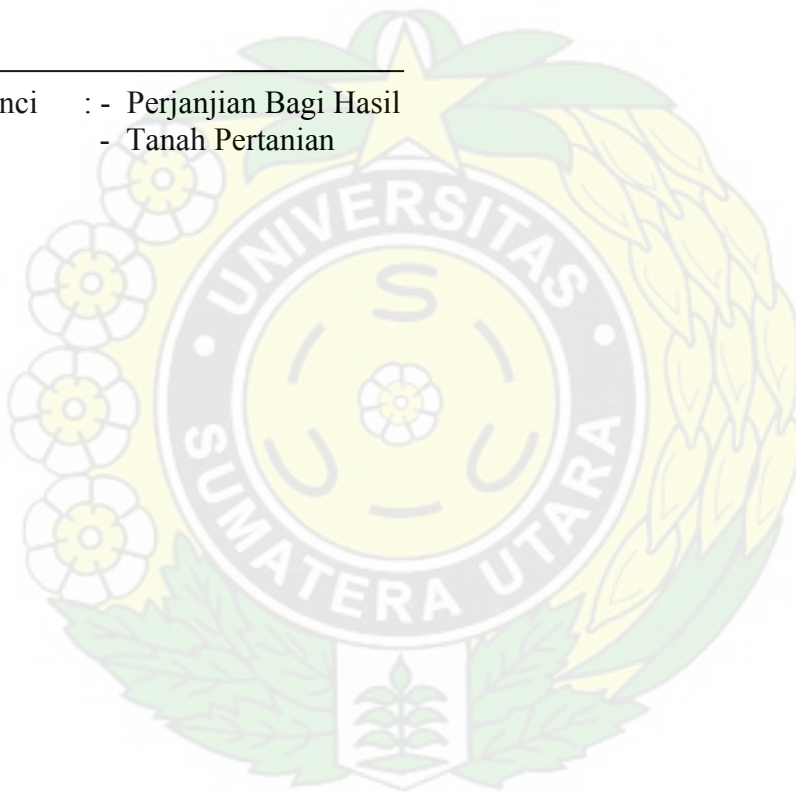 nci : - Perjanjian Bagi Hasil
- Tanah Pertanian
UNIVERSITAS
SUMATERA UTARA